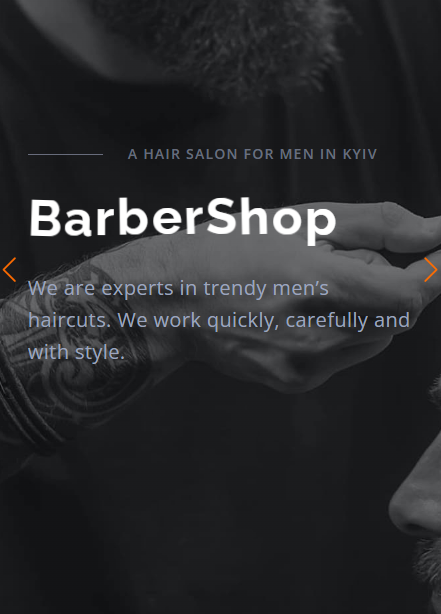 A HAIR SALON FOR MEN IN KYIV
BarberShop
We are experts in trendy men’s
haircuts. We work quickly, carefully and
with style.